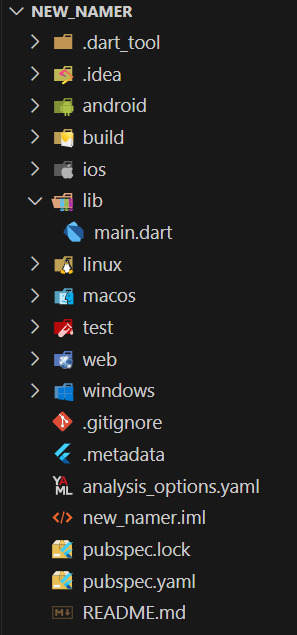 NEW_NAMER
.dart_tool
.idea
android
build
ios
lib
main.dart
linux
macos
test
web
windows
.gitignore
.metadata
YAML analysis_options.yaml
new_namer.iml
pubspec.lock
pubspec.yaml
README.md